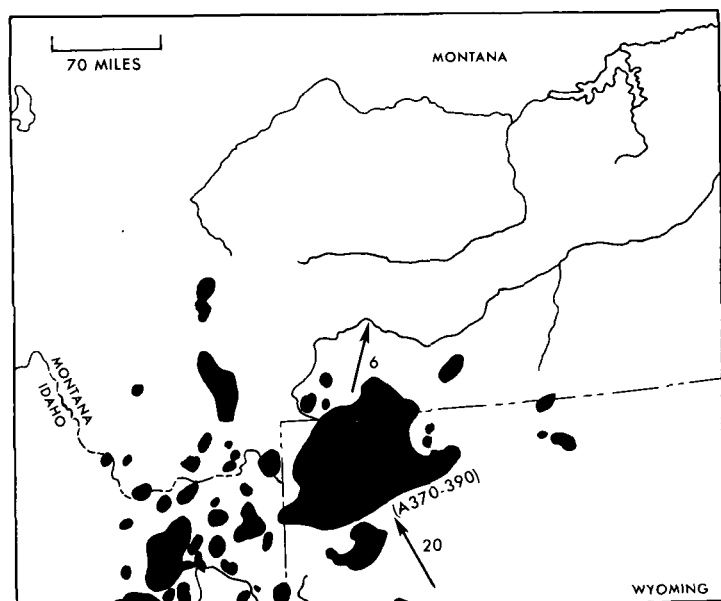 MONTANA
70 MILES
6
MONTANA
IDAHO
(A370-390)
20
WYOMING